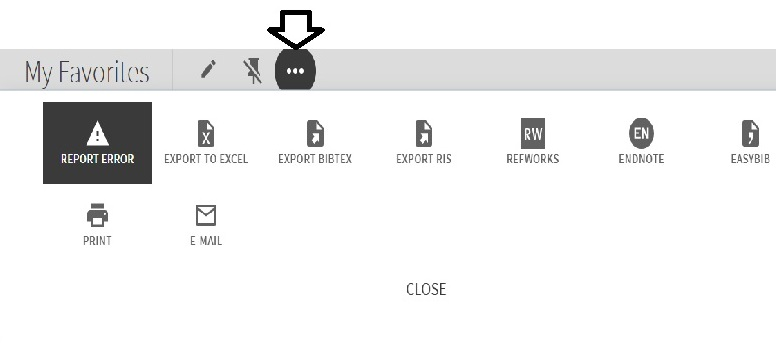 My Favorites
REPORT ERROR
EXPORT TO EXCEL
EXPORT BIBTEX
EXPORT RIS
RW
REFWORKS
EN
ENDNOTE
EASYBIB
PRINT
E-MAIL
CLOSE